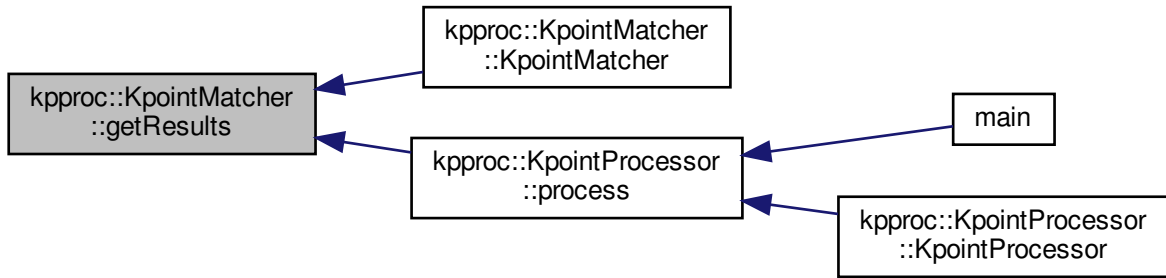 kpproc::KpointMatcher
::getResults
kpproc::KpointMatcher
::KpointMatcher
kpproc::KpointProcessor
::process
main
kpproc::KpointProcessor
::KpointProcessor